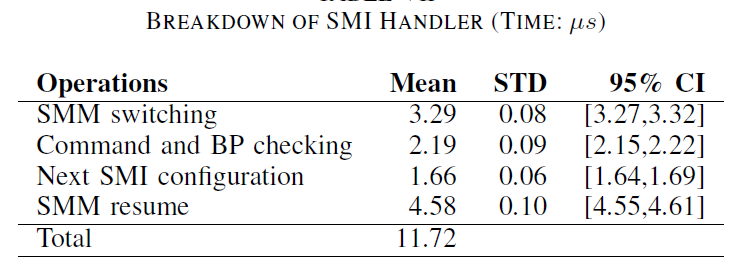 BREAKDOWN OF SMI HANDLER (TIME: μs)
Operations Mean STD 95% CI
SMM switching 3.29 0.08 [3.27,3.32]
Command and BP checking 2.19 0.09 [2.15,2.22]
Next SMI configuration 1.66 0.06 [1.64,1.69]
SMM resume 4.58 0.10 [4.55,4.61]
Total 11.72